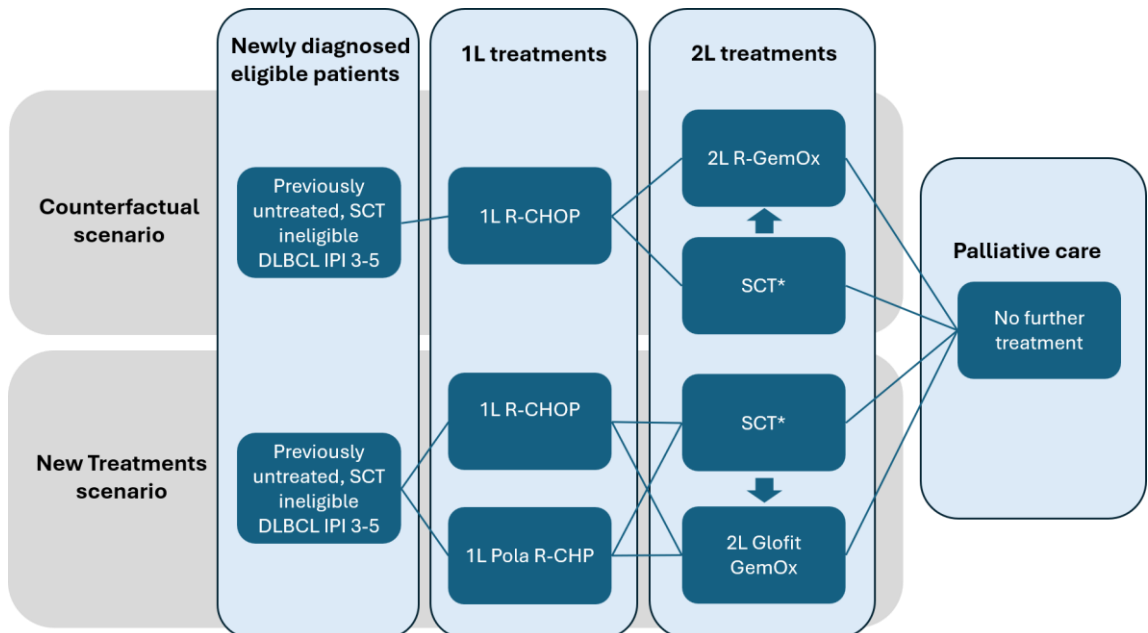 Newly diagnosed
eligible patients
1L treatments
2L treatments
Counterfactual
scenario
Previously
untreated, SCT
ineligible
DLBCL IPI 3-5
1L R-CHOP
2L R-GemOx
SCT*
Palliative care
No further
treatment
New Treatments
scenario
Previously
untreated, SCT
ineligible
DLBCL IPI 3-5
1L R-CHOP
1L Pola R-CHP
SCT*
2L Glofit
GemOx